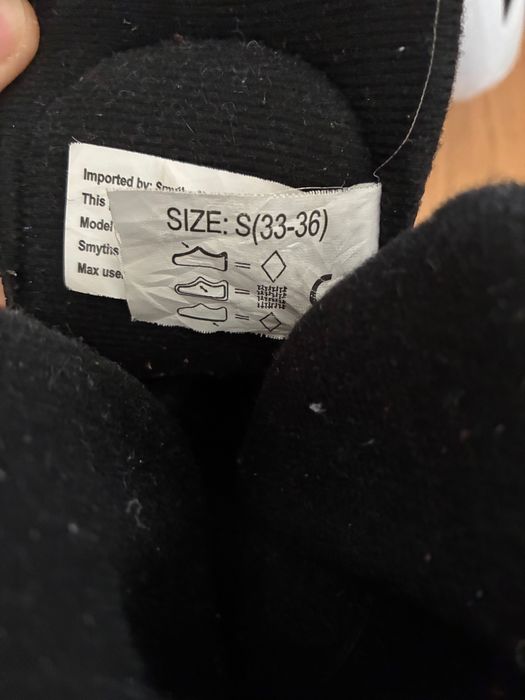 Imported by:
This
Model
Smyths
Max use
SIZE: S(33-36)
=
=
=